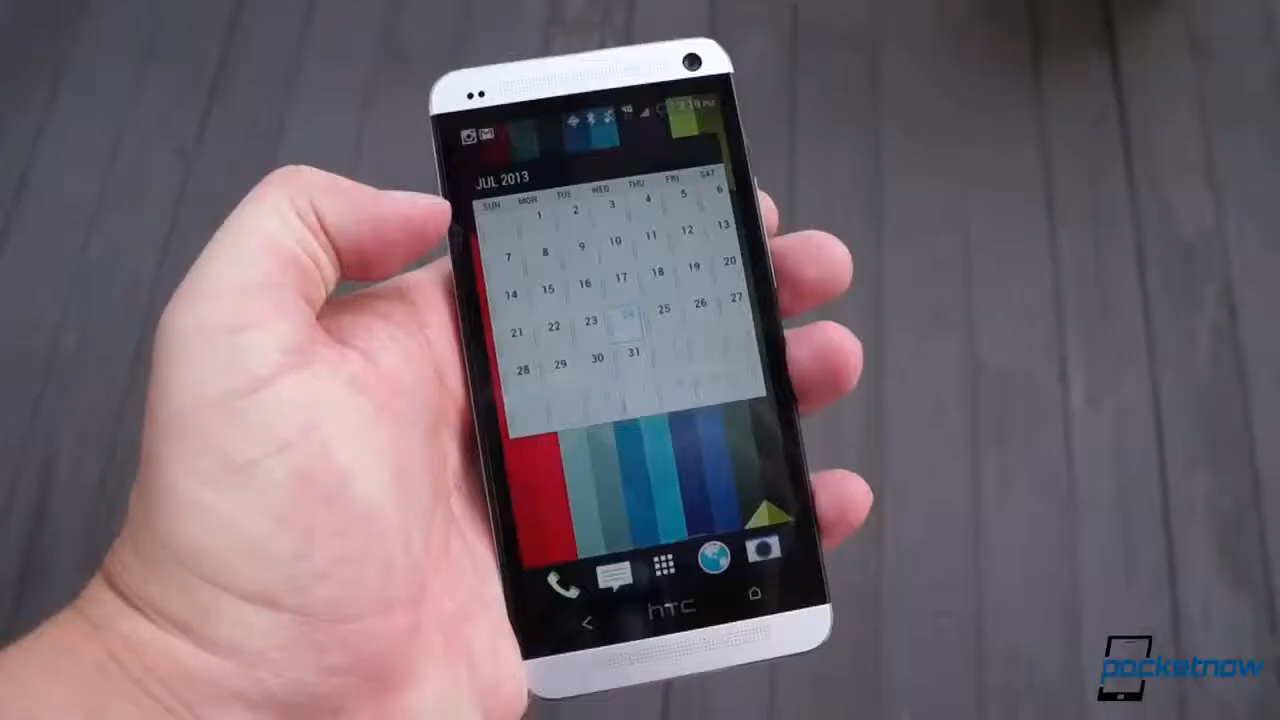 JUL 2013
SUN MON TUE WED THU FRI SAT
1 2 3 4 5 6
7 8 9 10 11 12 13
14 15 16 17 18 19 20
21 22 23 24 25 26 27
28 29 30 31
hTC
pocketnow